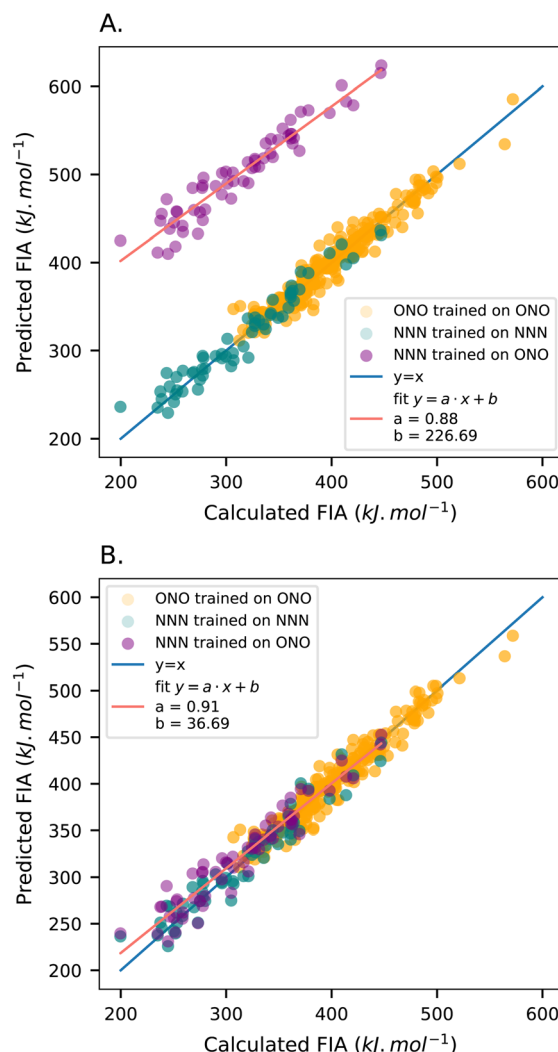 A.
600
500
400
300
200
Predicted FIA (kJ. mol⁻¹)
ONO trained on ONO
NNN trained on NNN
NNN trained on ONO
y=x
fit y = a · x + b
a = 0.88
b = 226.69
200 300 400 500 600
Calculated FIA (kJ. mol⁻¹)
B.
600
550
500
450
400
350
300
250
200
Predicted FIA (kJ. mol⁻¹)
ONO trained on ONO
NNN trained on NNN
NNN trained on ONO
y=x
fit y = a · x + b
a = 0.91
b = 36.69
200 300 400 500 600
Calculated FIA (kJ. mol⁻¹)